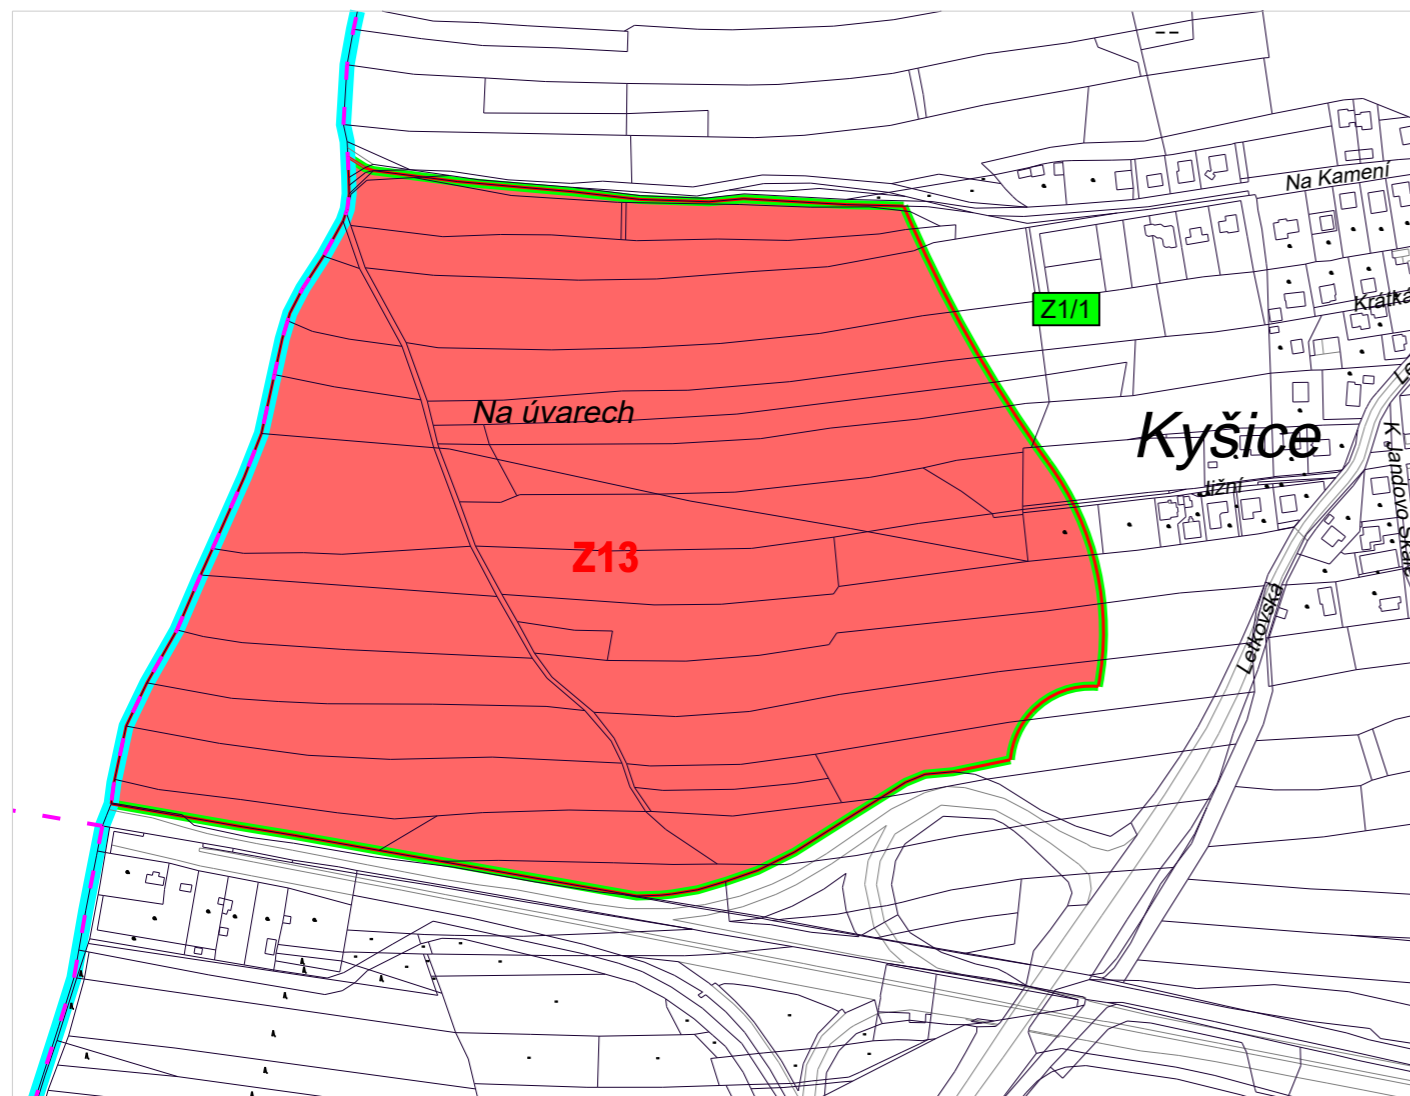 Na Kamení
Z1/1
Krátká
Na úvarech
Kyšice
K Jandovo Skále
Jižní
Z13
Letkovská